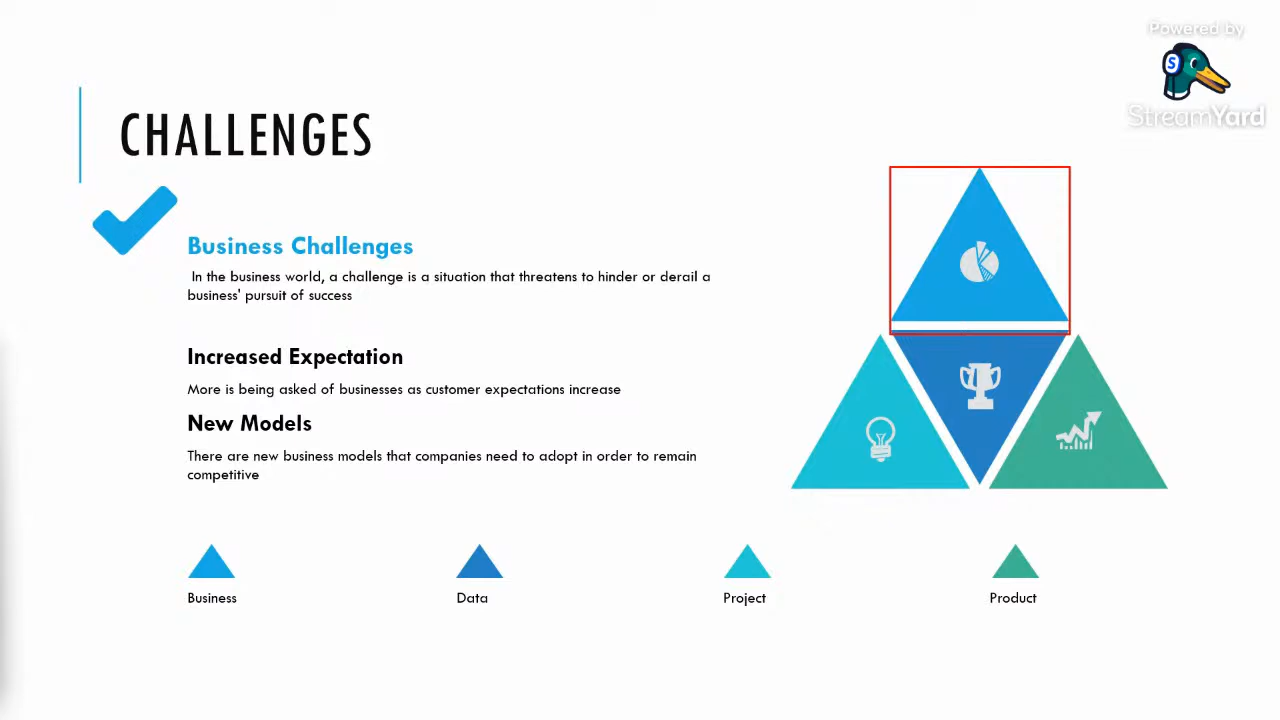 Powered by
S
StreamYard
CHALLENGES
Business Challenges
In the business world, a challenge is a situation that threatens to hinder or derail a
business' pursuit of success
Increased Expectation
More is being asked of businesses as customer expectations increase
New Models
There are new business models that companies need to adopt in order to remain
competitive
Business
Data
Project
Product